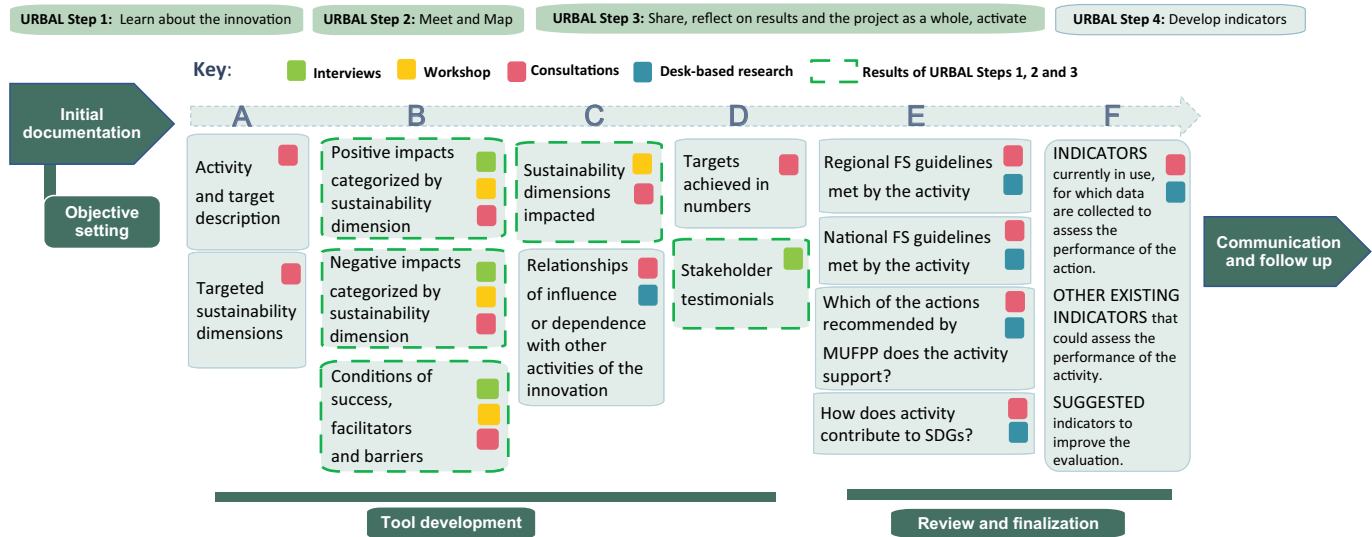 URBAL Step 1: Learn about the innovation
URBAL Step 2: Meet and Map
URBAL Step 3: Share, reflect on results and the project as a whole, activate
URBAL Step 4: Develop indicators
Key:
Interviews
Workshop
Consultations
Desk-based research
Results of URBAL Steps 1, 2 and 3
Initial
documentation
Objective
setting
A
B
C
D
E
F
Activity
and target
description
Targeted
sustainability
dimensions
Positive impacts
categorized by
sustainability
dimension
Negative impacts
categorized by
sustainability
dimension
Conditions of
success,
facilitators
and barriers
Sustainability
dimensions
impacted
Relationships
of influence
or dependence
with other
activities of the
innovation
Targets
achieved in
numbers
Stakeholder
testimonials
Regional FS guidelines
met by the activity
National FS guidelines
met by the activity
Which of the actions
recommended by
MUFPP does the activity
support?
How does activity
contribute to SDGs?
INDICATORS
currently in use,
for which data
are collected to
assess the
performance of the
action.
OTHER EXISTING
INDICATORS that
could assess the
performance of the
activity.
SUGGESTED
indicators to
improve the
evaluation.
Communication
and follow up
Tool development
Review and finalization